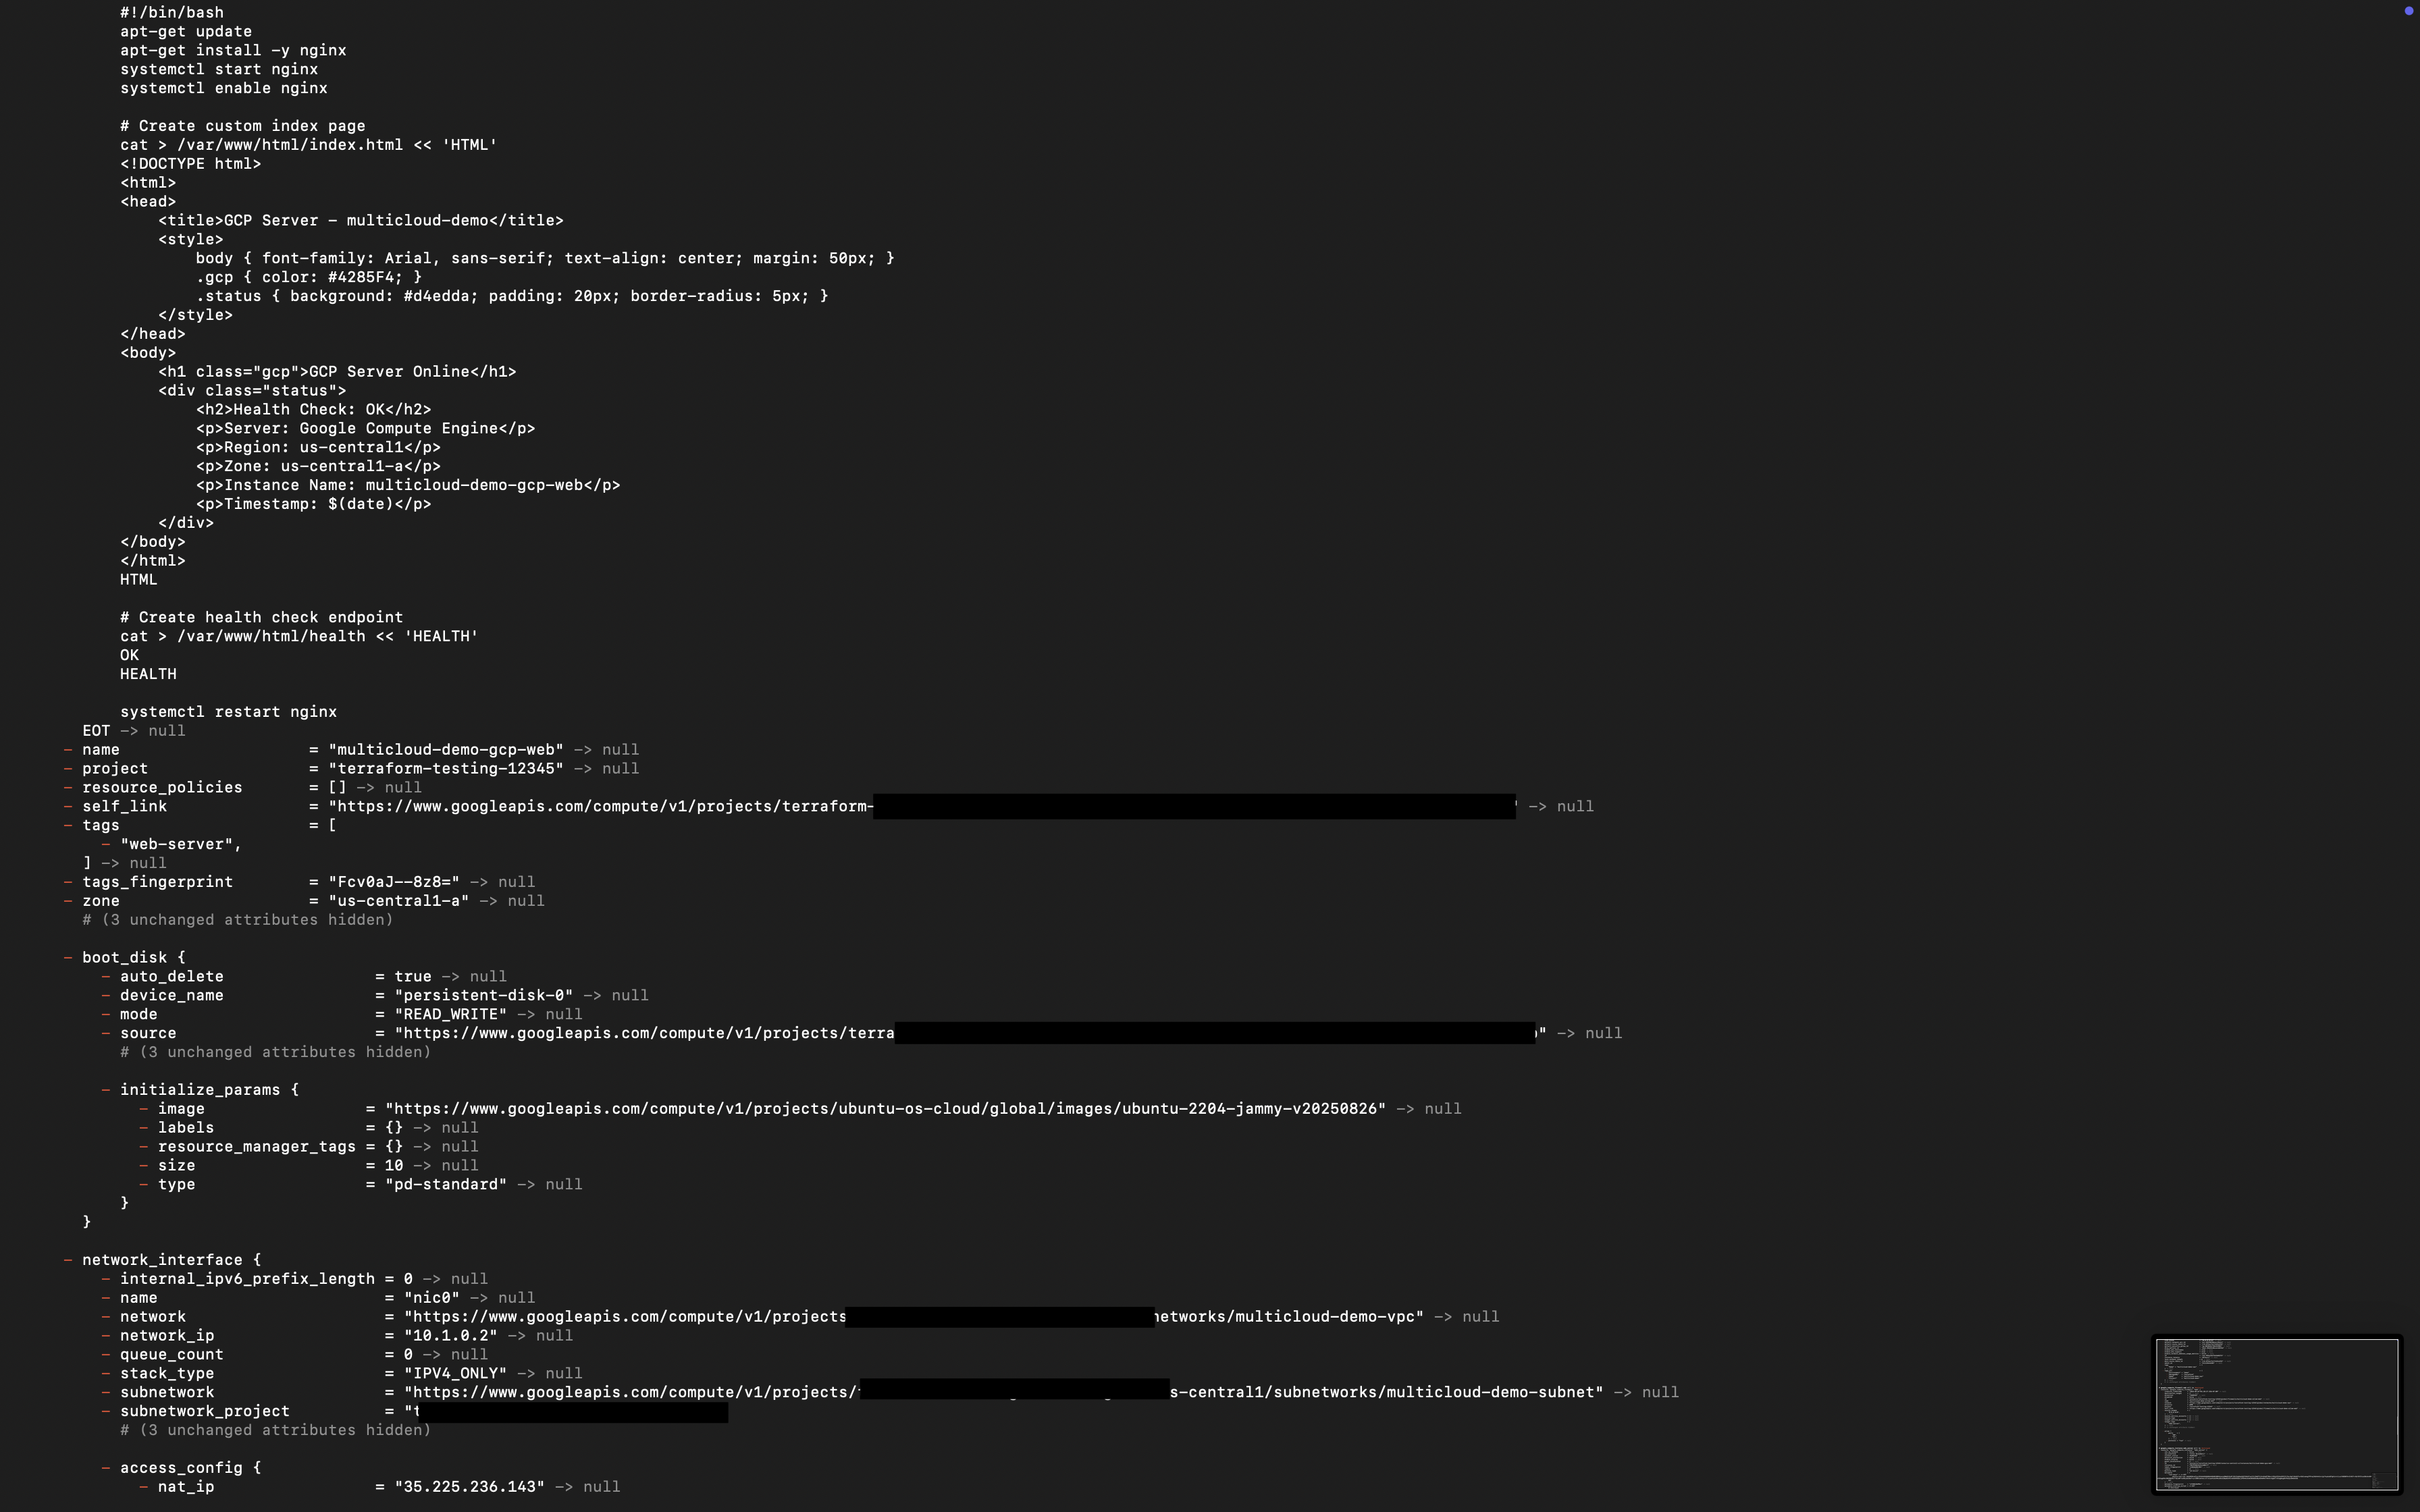 #!/bin/bash
apt-get update
apt-get install -y nginx
systemctl start nginx
systemctl enable nginx

# Create custom index page
cat > /var/www/html/index.html << 'HTML'
<!DOCTYPE html>
<html>
<head>
    <title>GCP Server - multicloud-demo</title>
    <style>
        body { font-family: Arial, sans-serif; text-align: center; margin: 50px; }
        .gcp { color: #4285F4; }
        .status { background: #d4edda; padding: 20px; border-radius: 5px; }
    </style>
</head>
<body>
    <h1 class="gcp">GCP Server Online</h1>
    <div class="status">
        <h2>Health Check: OK</h2>
        <p>Server: Google Compute Engine</p>
        <p>Region: us-central1</p>
        <p>Zone: us-central1-a</p>
        <p>Instance Name: multicloud-demo-gcp-web</p>
        <p>Timestamp: $(date)</p>
    </div>
</body>
</html>
HTML

# Create health check endpoint
cat > /var/www/html/health << 'HEALTH'
OK
HEALTH

systemctl restart nginx
EOT -> null
- name = "multicloud-demo-gcp-web" -> null
- project = "terraform-testing-12345" -> null
- resource_policies = [] -> null
- self_link = "https://www.googleapis.com/compute/v1/projects/terraform- -> null
- tags = [
- "web-server",
] -> null
- tags_fingerprint = "Fcv0aJ--8z8=" -> null
- zone = "us-central1-a" -> null
# (3 unchanged attributes hidden)

- boot_disk {
- auto_delete = true -> null
- device_name = "persistent-disk-0" -> null
- mode = "READ_WRITE" -> null
- source = "https://www.googleapis.com/compute/v1/projects/terra " -> null
# (3 unchanged attributes hidden)

- initialize_params {
- image = "https://www.googleapis.com/compute/v1/projects/ubuntu-os-cloud/global/images/ubuntu-2204-jammy-v20250826" -> null
- labels = {} -> null
- resource_manager_tags = {} -> null
- size = 10 -> null
- type = "pd-standard" -> null
}
}

- network_interface {
- internal_ipv6_prefix_length = 0 -> null
- name = "nic0" -> null
- network = "https://www.googleapis.com/compute/v1/projects networks/multicloud-demo-vpc" -> null
- network_ip = "10.1.0.2" -> null
- queue_count = 0 -> null
- stack_type = "IPV4_ONLY" -> null
- subnetwork = "https://www.googleapis.com/compute/v1/projects/ s-central1/subnetworks/multicloud-demo-subnet" -> null
- subnetwork_project = "t
# (3 unchanged attributes hidden)

- access_config {
- nat_ip = "35.225.236.143" -> null